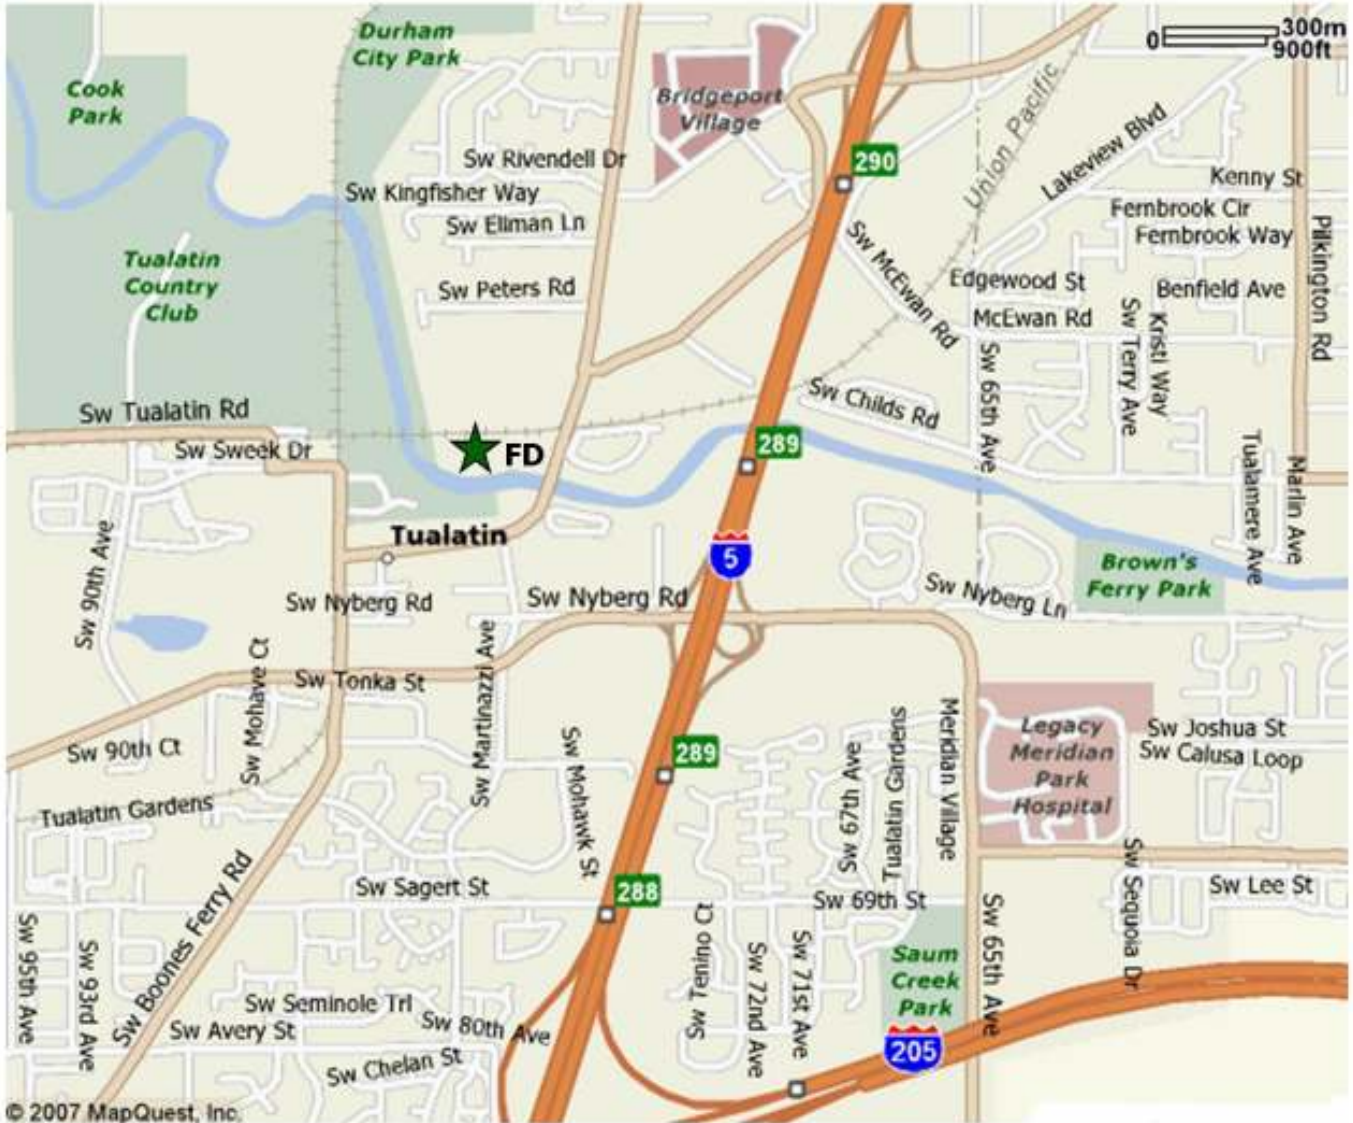 Durham
City Park
300m
0
900ft
Cook
Park
Bridgeport
Village
Union Pacific
Lakeview Blvd
Sw Rivendell Dr
290
Kenny St
Sw Kingfisher Way
Fernbrook Cir
Sw Ellman Ln
Fernbrook Way
Pilkington Rd
Tualatin
Country
Club
Sw McEwan Rd
Edgewood St
Benfield Ave
Sw Peters Rd
McEwan Rd
Sw Terry Ave
Kristi Way
Sw 65th Ave
Sw Tualatin Rd
Sw Childs Rd
Sw Sweek Dr
FD
289
Tualamere Ave
Marlin Ave
Tualatin
5
Sw 90th Ave
Brown's
Ferry Park
Sw Nyberg Rd
Sw Nyberg Rd
Sw Nyberg Ln
Sw Mohave Ct
Sw Tonka St
Sw Martinazzi Ave
Sw 90th Ct
Sw Mohawk St
289
Sw 67th Ave
Tualatin Gardens
Meridian Village
Legacy
Meridian
Park
Hospital
Sw Joshua St
Sw Calusa Loop
Tualatin Gardens
Sw Boones Ferry Rd
Sw Sagert St
288
Sw 69th St
Sw Sequoia Dr
Sw Lee St
Sw 95th Ave
Sw 93rd Ave
Sw Tenino Ct
Sw 72nd Ave
Sw 71st Ave
Saum
Creek
Park
Sw 65th Ave
Sw Seminole Trl
Sw Avery St
Sw 80th Ave
205
Sw Chelan St
© 2007 MapQuest, Inc.